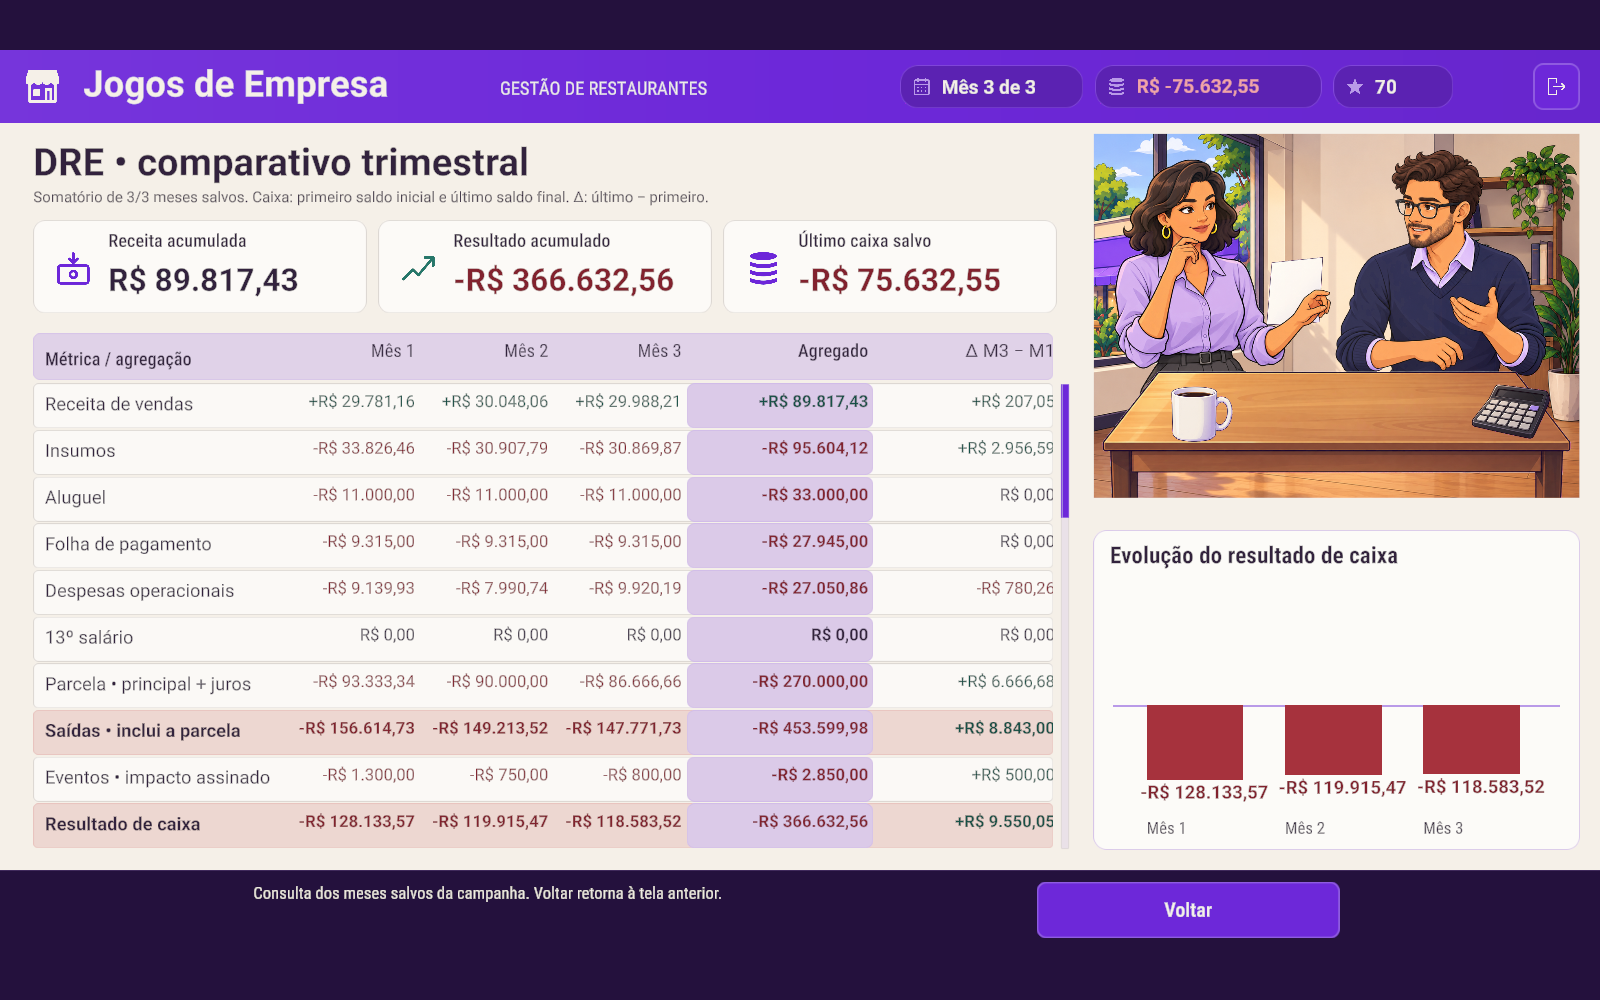 Jogos de Empresa
GESTÃO DE RESTAURANTES
Mês 3 de 3
R$ -75.632,55
70
DRE • comparativo trimestral
Somatório de 3/3 meses salvos. Caixa: primeiro saldo inicial e último saldo final. Δ: último − primeiro.
Receita acumulada
R$ 89.817,43
Resultado acumulado
-R$ 366.632,56
Último caixa salvo
-R$ 75.632,55
Métrica / agregação Mês 1 Mês 2 Mês 3 Agregado Δ M3 − M1
Receita de vendas +R$ 29.781,16 +R$ 30.048,06 +R$ 29.988,21 +R$ 89.817,43 +R$ 207,05
Insumos -R$ 33.826,46 -R$ 30.907,79 -R$ 30.869,87 -R$ 95.604,12 +R$ 2.956,59
Aluguel -R$ 11.000,00 -R$ 11.000,00 -R$ 11.000,00 -R$ 33.000,00 R$ 0,00
Folha de pagamento -R$ 9.315,00 -R$ 9.315,00 -R$ 9.315,00 -R$ 27.945,00 R$ 0,00
Despesas operacionais -R$ 9.139,93 -R$ 7.990,74 -R$ 9.920,19 -R$ 27.050,86 -R$ 780,26
13º salário R$ 0,00 R$ 0,00 R$ 0,00 R$ 0,00 R$ 0,00
Parcela • principal + juros -R$ 93.333,34 -R$ 90.000,00 -R$ 86.666,66 -R$ 270.000,00 +R$ 6.666,68
Saídas • inclui a parcela -R$ 156.614,73 -R$ 149.213,52 -R$ 147.771,73 -R$ 453.599,98 +R$ 8.843,00
Eventos • impacto assinado -R$ 1.300,00 -R$ 750,00 -R$ 800,00 -R$ 2.850,00 +R$ 500,00
Resultado de caixa -R$ 128.133,57 -R$ 119.915,47 -R$ 118.583,52 -R$ 366.632,56 +R$ 9.550,05
Evolução do resultado de caixa
-R$ 128.133,57 -R$ 119.915,47 -R$ 118.583,52
Mês 1 Mês 2 Mês 3
Consulta dos meses salvos da campanha. Voltar retorna à tela anterior.
Voltar